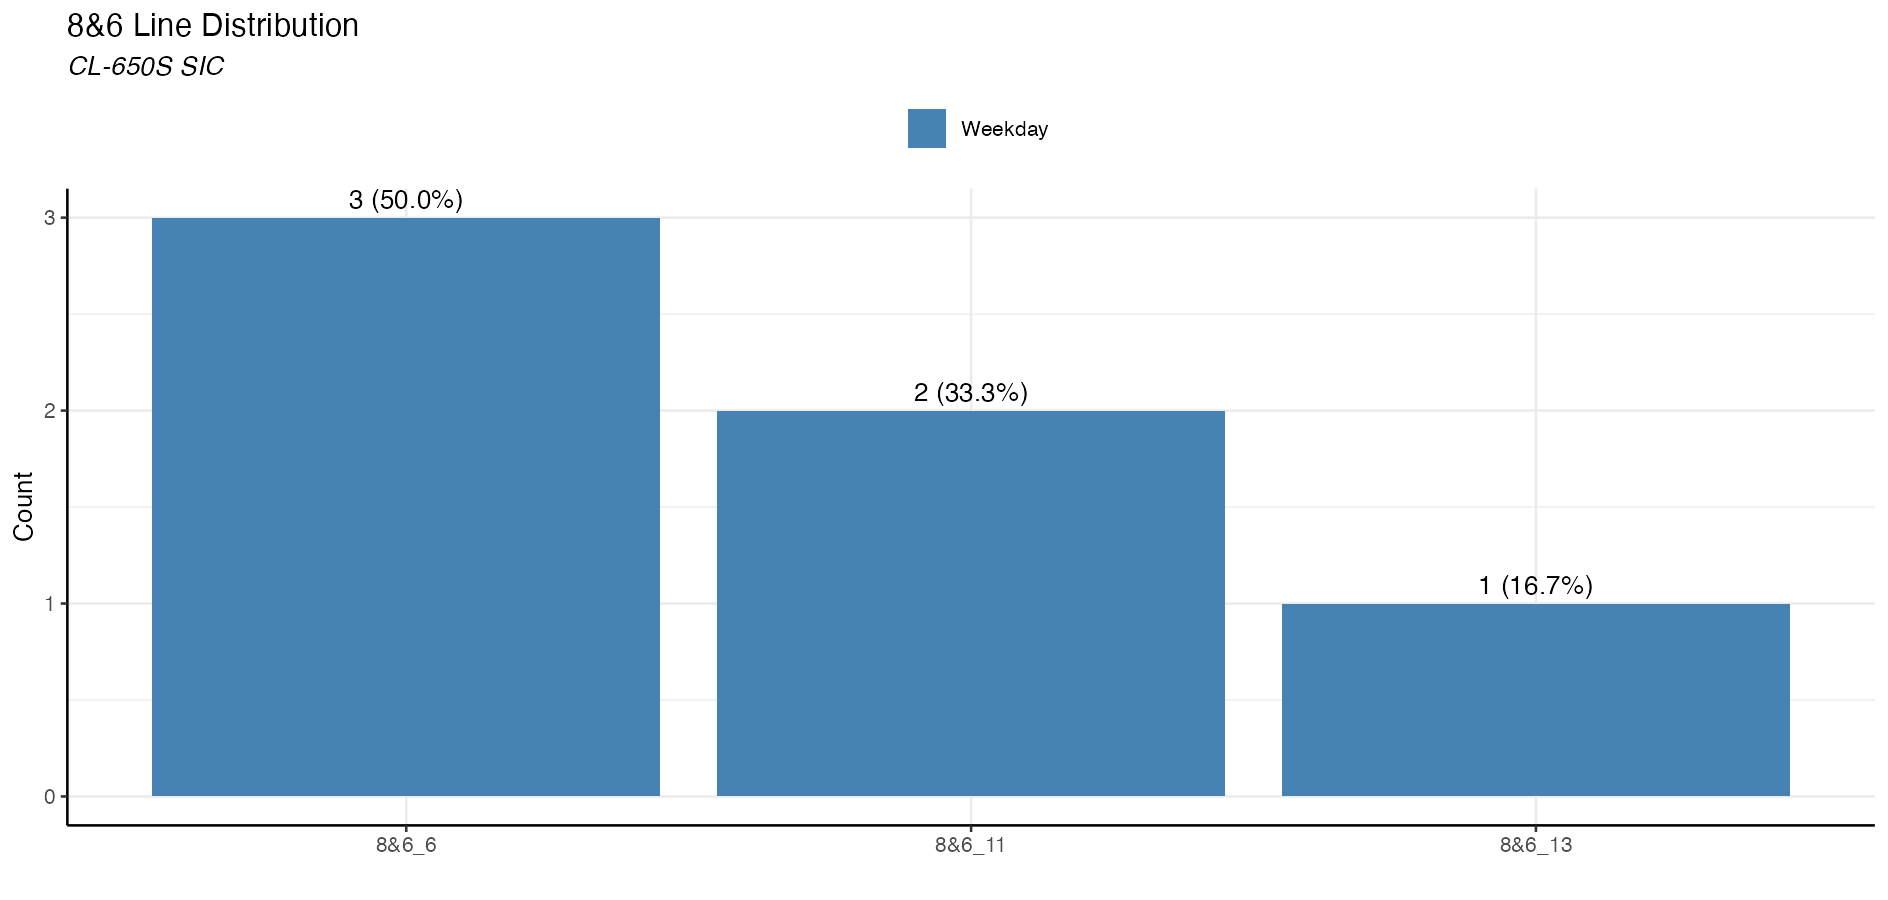 8&6 Line Distribution
CL-650S SIC
Weekday
3 (50.0%)
3
2 (33.3%)
2
Count
1 (16.7%)
1
0
8&6_6 8&6_11 8&6_13